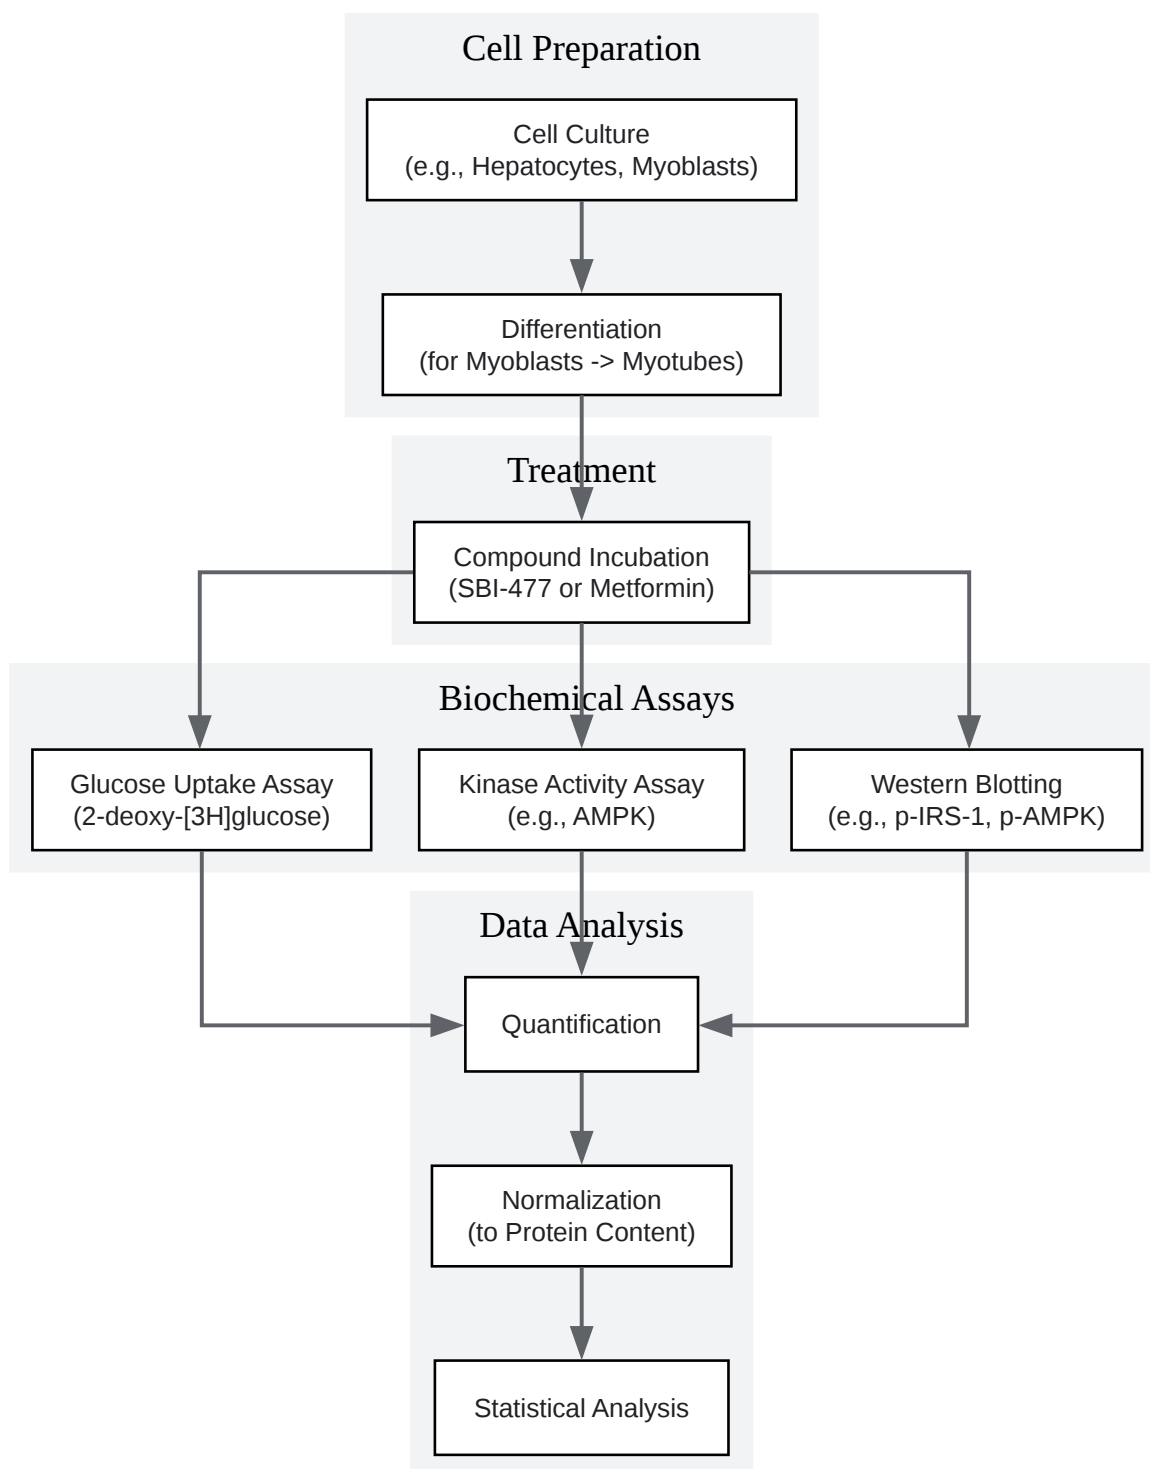 Cell Preparation
Cell Culture
(e.g., Hepatocytes, Myoblasts)
Differentiation
(for Myoblasts -> Myotubes)
Treatment
Compound Incubation
(SBI-477 or Metformin)
Biochemical Assays
Glucose Uptake Assay
(2-deoxy-[3H]glucose)
Kinase Activity Assay
(e.g., AMPK)
Western Blotting
(e.g., p-IRS-1, p-AMPK)
Data Analysis
Quantification
Normalization
(to Protein Content)
Statistical Analysis